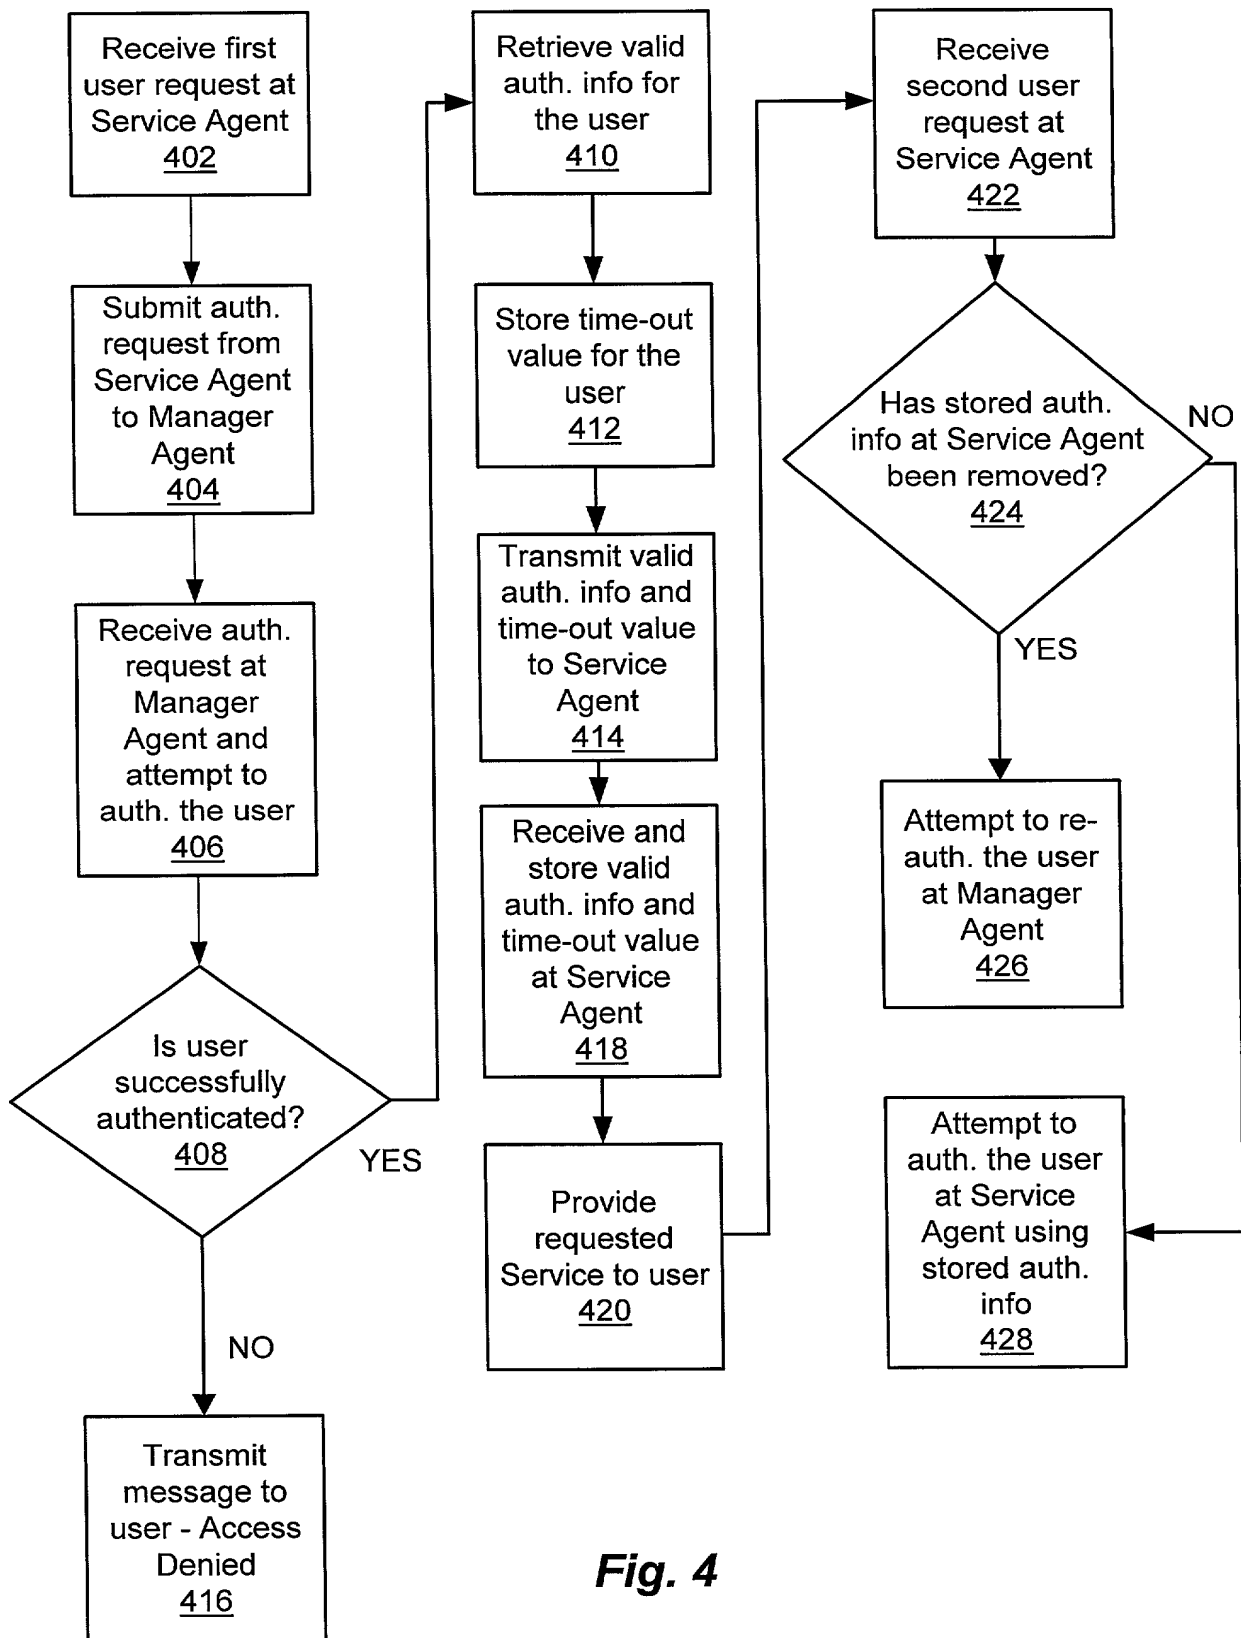 Receive first
user request at
Service Agent
402
Submit auth.
request from
Service Agent
to Manager
Agent
404
Receive auth.
request at
Manager
Agent and
attempt to
auth. the user
406
Is user
successfully
authenticated?
408
YES
NO
Transmit
message to
user - Access
Denied
416
Retrieve valid
auth. info for
the user
410
Store time-out
value for the
user
412
Transmit valid
auth. info and
time-out value
to Service
Agent
414
Receive and
store valid
auth. info and
time-out value
at Service
Agent
418
Provide
requested
Service to user
420
Receive
second user
request at
Service Agent
422
Has stored auth.
info at Service Agent
been removed?
424
NO
YES
Attempt to re-
auth. the user
at Manager
Agent
426
Attempt to
auth. the user
at Service
Agent using
stored auth.
info
428
Fig. 4